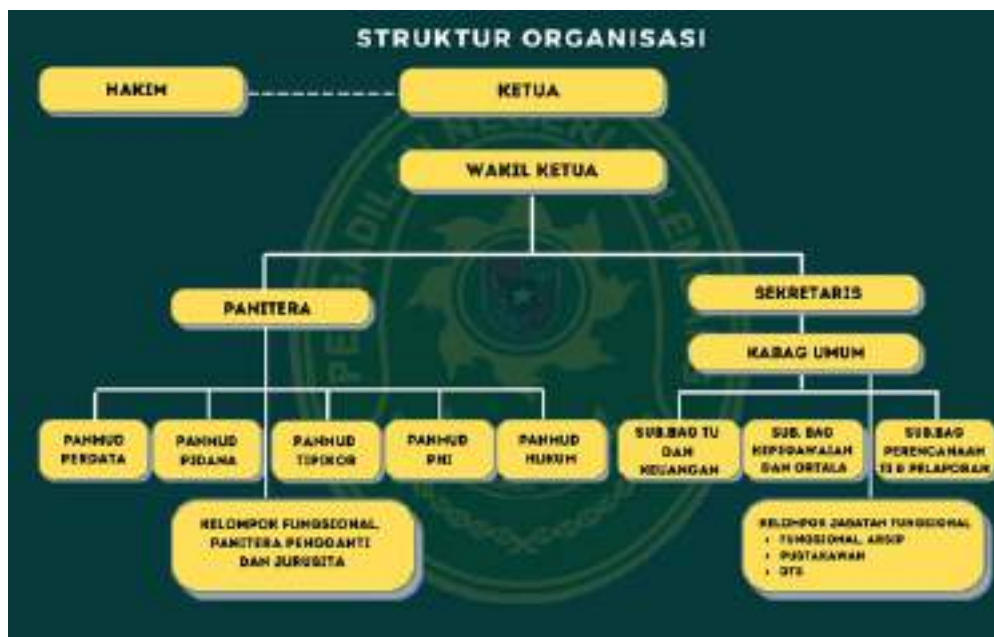 STRUKTUR ORGANISASI
HAKIM
KETUA
WAKIL KETUA
PANITERA
SEKRETARIS
KABAG UMUM
PANMUD
PERDATA
PANMUD
PIDANA
PANMUD
TIPIKOR
PANMUD
PHI
PANMUD
HUKUM
SUB.BAG TU
DAN
KEUANGAN
SUB. BAG
KEPEGAWAIAN
DAN ORTALA
SUB.BAG
PERENCANAAN
TI & PELAPORAN
KELOMPOK FUNGSIONAL
PANITERA PENGGANTI
DAN JURUSITA
KELOMPOK JABATAN FUNGSIONAL
• FUNGSIONAL ARSIP
• PUSTAKAWAN
PENGADILAN NEGERI